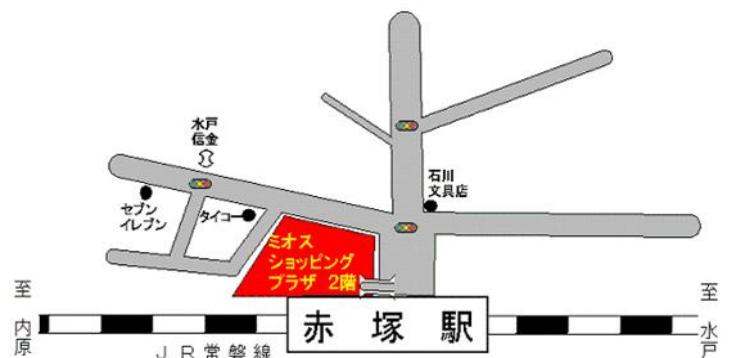 水戸
信金
石川
文具店
セブン
イレブン
タイコー
ミオス
ショッピング
プラザ 2階
至
内
原
赤塚駅
至
水
戸
JR常磐線